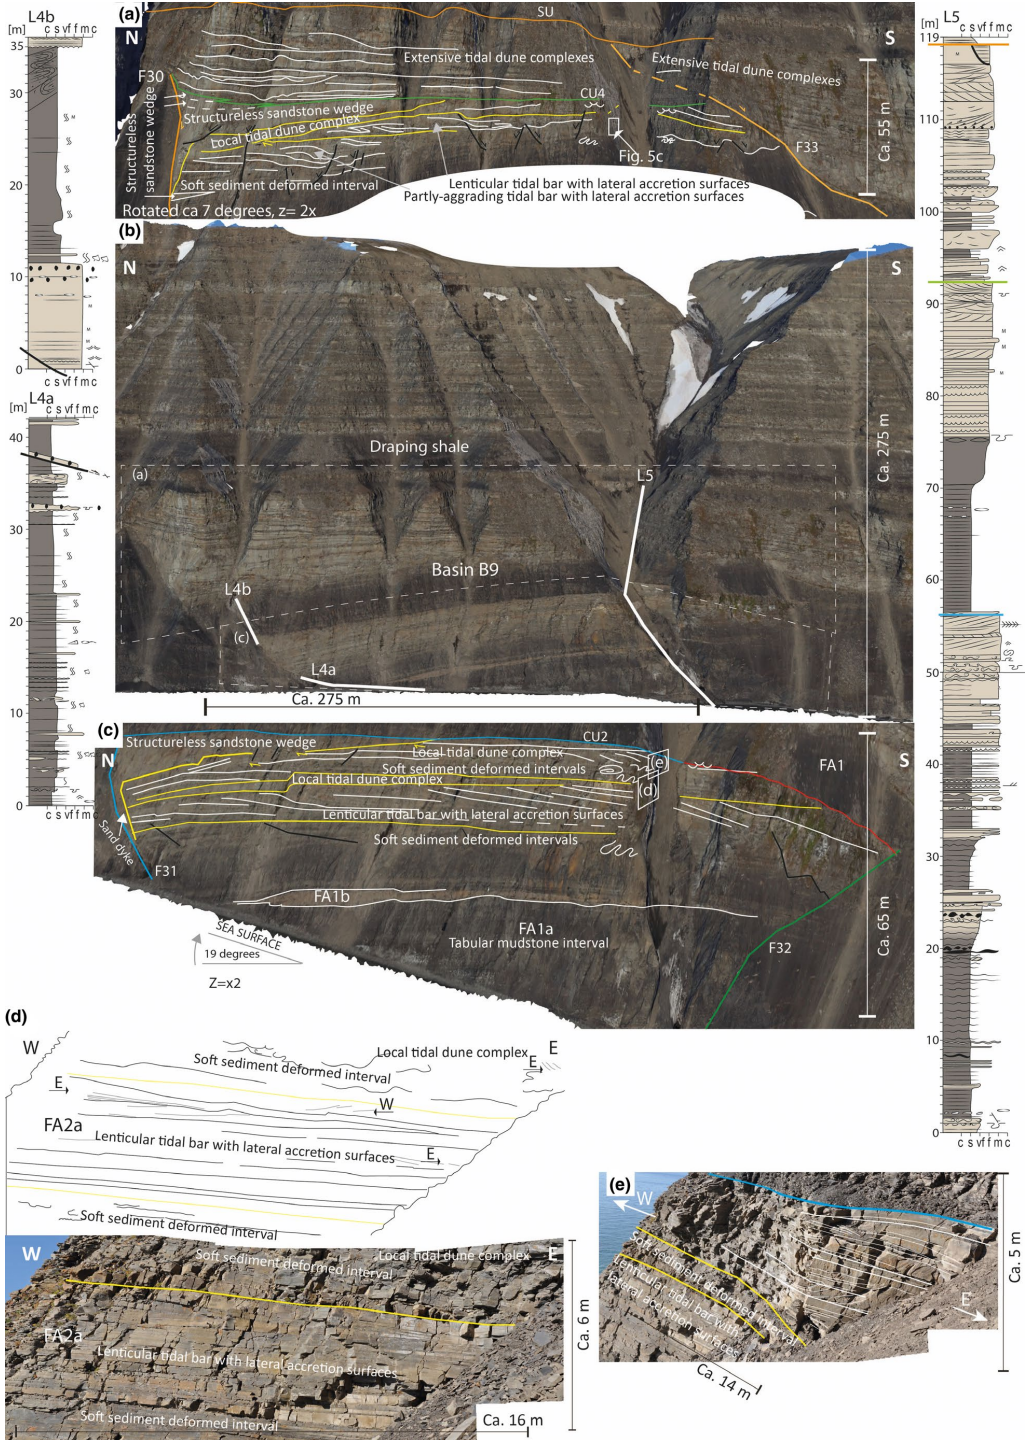 L4b
[m] c s vf f m c
35
30
M
20
M
10
M
M
0
c s vf f m c
[m] L4a
c s vf f m c
40
30
20
10
0
c s vf f m c
(a)
SU
N
S
F30
Extensive tidal dune complexes
Extensive tidal dune complexes
CU4
Structureless sandstone wedge
Structureless
sandstone wedge
Local tidal dune complex
Fig. 5c
F33
Ca. 55 m
Soft sediment deformed interval
Lenticular tidal bar with lateral accretion surfaces
Partly-aggrading tidal bar with lateral accretion surfaces
Rotated ca 7 degrees, z= 2x
(b)
N
S
Draping shale
(a)
L5
Basin B9
L4b
(c)
L4a
Ca. 275 m
Ca. 275 m
(c)
Structureless sandstone wedge
CU2
N
S
Local tidal dune complex
Soft sediment deformed intervals
(e)
FA1
Local tidal dune complex
(d)
Lenticular tidal bar with lateral accretion surfaces
Soft sediment deformed intervals
Sand dyke
F31
FA1b
FA1a
Tabular mudstone interval
F32
Ca. 65 m
SEA SURFACE
19 degrees
Z=x2
L5
[m]
c s vf f m c
119
M
110
100
90
M
M
M
80
70
60
50
40
30
20
10
0
c s vf f m c
(d)
W
Local tidal dune complex
E
Soft sediment deformed interval
E
E
W
FA2a
Lenticular tidal bar with lateral accretion surfaces
E
Soft sediment deformed interval
W
Local tidal dune complex
E
Soft sediment deformed interval
FA2a
Lenticular tidal bar with lateral accretion surfaces
Soft sediment deformed interval
Ca. 16 m
Ca. 6 m
(e)
W
Soft sediment deformed interval
Lenticular tidal bar with
lateral accretion surfaces
E
Ca. 14 m
Ca. 5 m